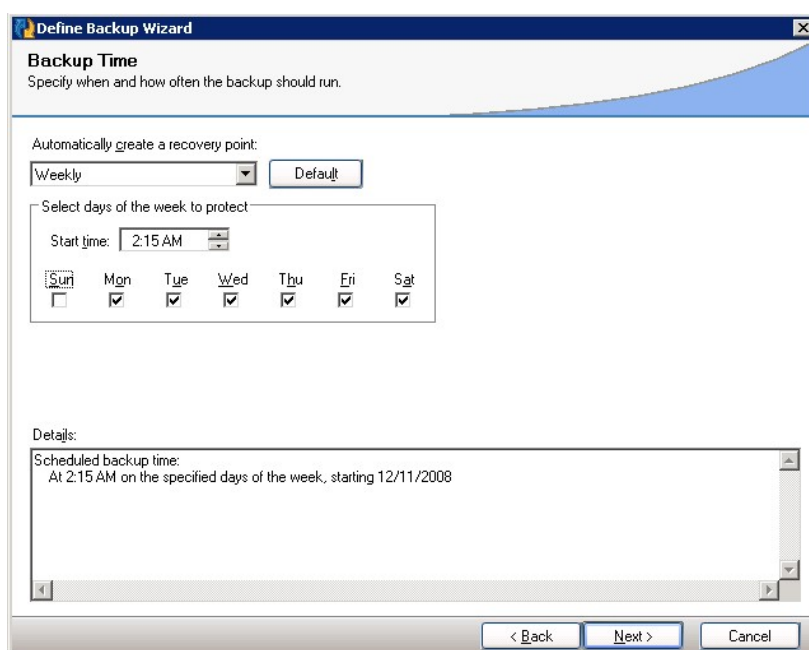 Define Backup Wizard
Backup Time
Specify when and how often the backup should run.
Automatically create a recovery point:
Weekly
Default
Select days of the week to protect
Start time: 2:15 AM
Sun Mon Tue Wed Thu Fri Sat
Details:
Scheduled backup time:
At 2:15 AM on the specified days of the week, starting 12/11/2008
< Back Next > Cancel